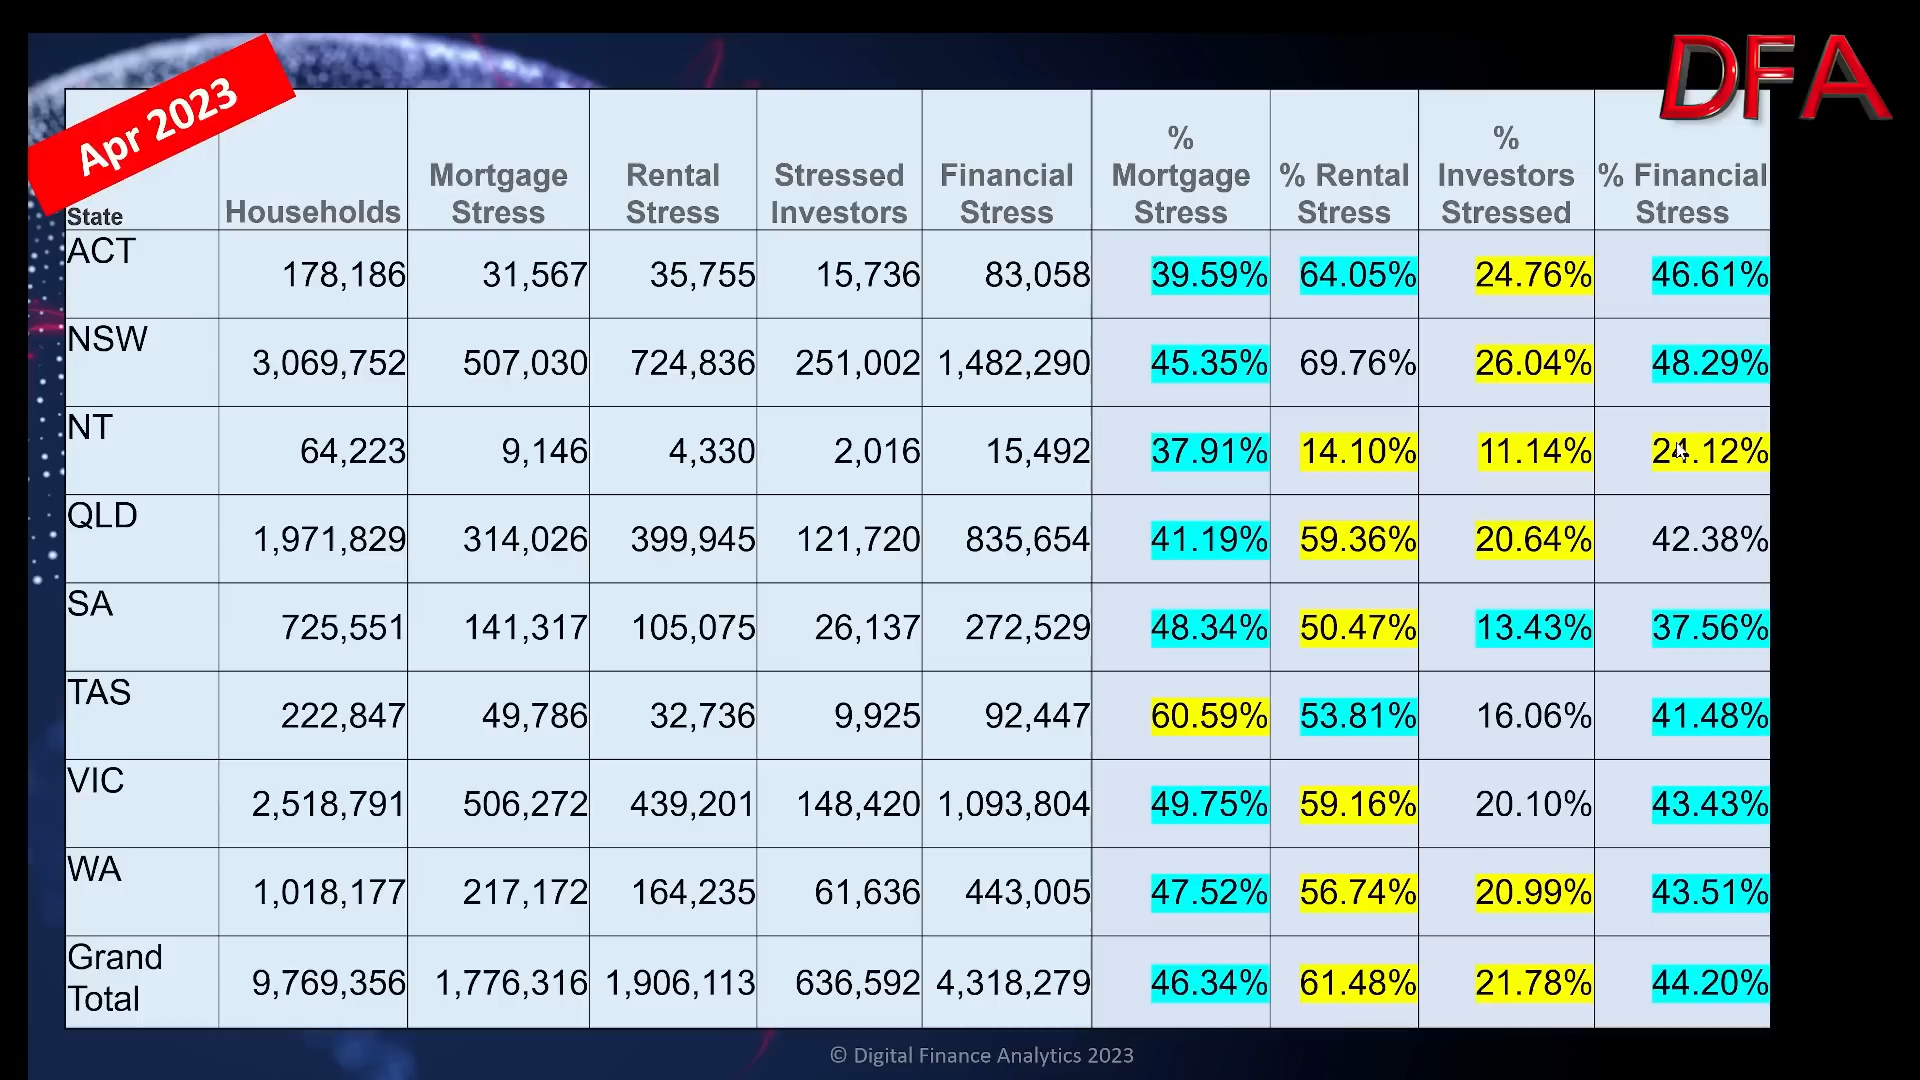 DFA
Apr 2023
State Households Mortgage Stress Rental Stress Stressed Investors Financial Stress % Mortgage Stress % Rental Stress % Investors Stressed % Financial Stress
ACT 178,186 31,567 35,755 15,736 83,058 39.59% 64.05% 24.76% 46.61%
NSW 3,069,752 507,030 724,836 251,002 1,482,290 45.35% 69.76% 26.04% 48.29%
NT 64,223 9,146 4,330 2,016 15,492 37.91% 14.10% 11.14% 24.12%
QLD 1,971,829 314,026 399,945 121,720 835,654 41.19% 59.36% 20.64% 42.38%
SA 725,551 141,317 105,075 26,137 272,529 48.34% 50.47% 13.43% 37.56%
TAS 222,847 49,786 32,736 9,925 92,447 60.59% 53.81% 16.06% 41.48%
VIC 2,518,791 506,272 439,201 148,420 1,093,804 49.75% 59.16% 20.10% 43.43%
WA 1,018,177 217,172 164,235 61,636 443,005 47.52% 56.74% 20.99% 43.51%
Grand Total 9,769,356 1,776,316 1,906,113 636,592 4,318,279 46.34% 61.48% 21.78% 44.20%
© Digital Finance Analytics 2023